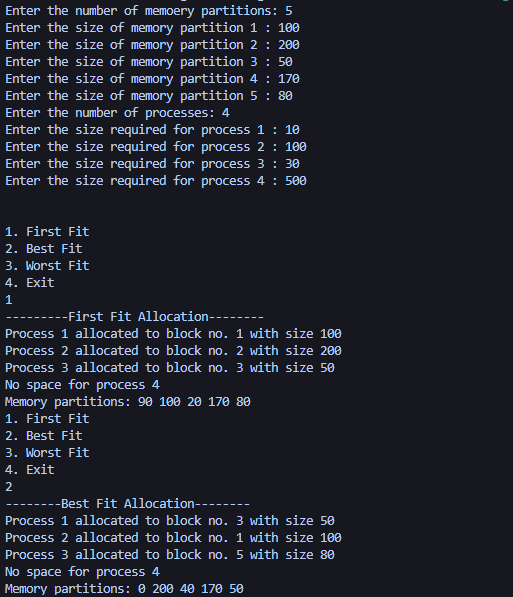 Enter the number of memoery partitions: 5
Enter the size of memory partition 1 : 100
Enter the size of memory partition 2 : 200
Enter the size of memory partition 3 : 50
Enter the size of memory partition 4 : 170
Enter the size of memory partition 5 : 80
Enter the number of processes: 4
Enter the size required for process 1 : 10
Enter the size required for process 2 : 100
Enter the size required for process 3 : 30
Enter the size required for process 4 : 500
1. First Fit
2. Best Fit
3. Worst Fit
4. Exit
1
---------First Fit Allocation--------
Process 1 allocated to block no. 1 with size 100
Process 2 allocated to block no. 2 with size 200
Process 3 allocated to block no. 3 with size 50
No space for process 4
Memory partitions: 90 100 20 170 80
1. First Fit
2. Best Fit
3. Worst Fit
4. Exit
2
--------Best Fit Allocation--------
Process 1 allocated to block no. 3 with size 50
Process 2 allocated to block no. 1 with size 100
Process 3 allocated to block no. 5 with size 80
No space for process 4
Memory partitions: 0 200 40 170 50